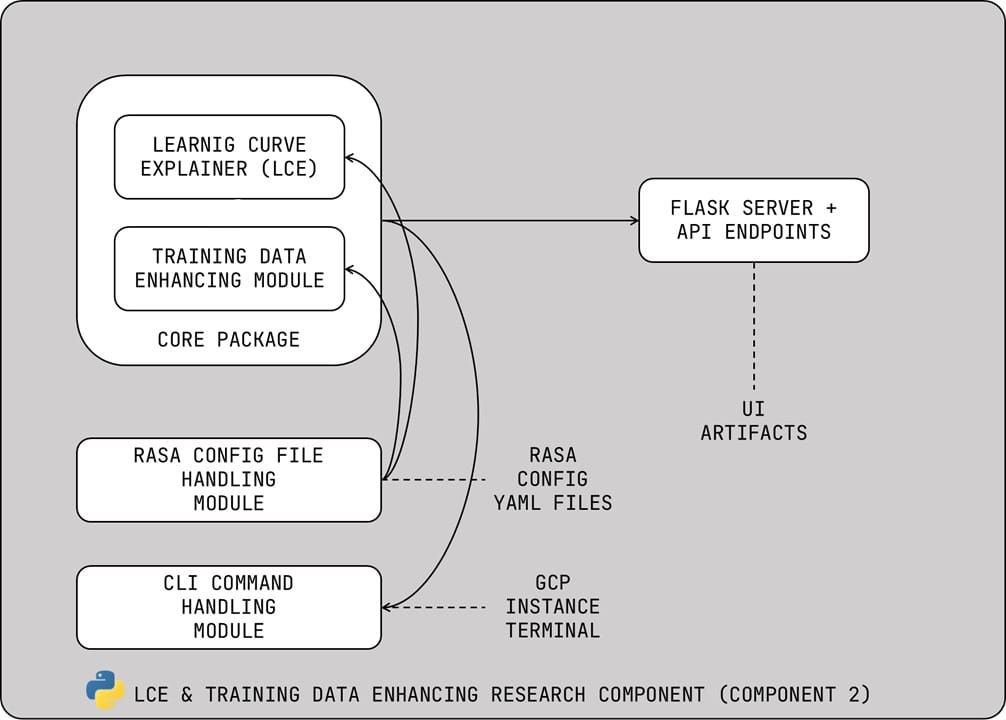 LEARNIG CURVE
EXPLAINER (LCE)
TRAINING DATA
ENHANCING MODULE
CORE PACKAGE
FLASK SERVER +
API ENDPOINTS
UI
ARTIFACTS
RASA CONFIG FILE
HANDLING
MODULE
RASA
CONFIG
YAML FILES
CLI COMMAND
HANDLING
MODULE
GCP
INSTANCE
TERMINAL
LCE & TRAINING DATA ENHANCING RESEARCH COMPONENT (COMPONENT 2)